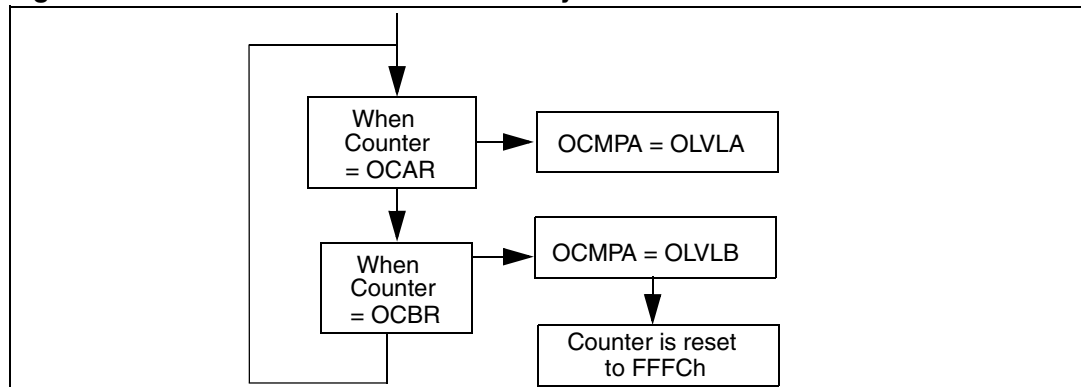 When
Counter
= OCAR
OCMPA = OLVLA
When
Counter
= OCBR
OCMPA = OLVLB
Counter is reset
to FFFCh